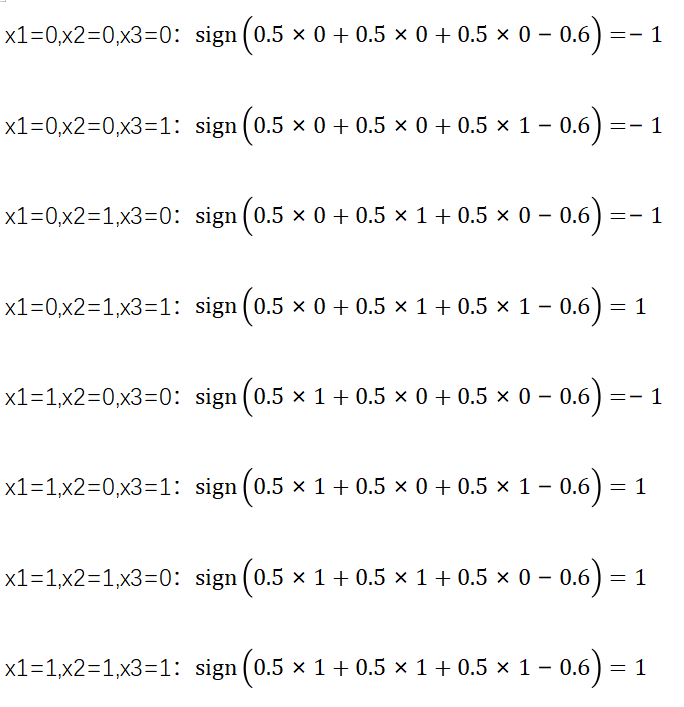 x1=0,x2=0,x3=0: sign(0.5 × 0 + 0.5 × 0 + 0.5 × 0 − 0.6) =− 1
x1=0,x2=0,x3=1: sign(0.5 × 0 + 0.5 × 0 + 0.5 × 1 − 0.6) =− 1
x1=0,x2=1,x3=0: sign(0.5 × 0 + 0.5 × 1 + 0.5 × 0 − 0.6) =− 1
x1=0,x2=1,x3=1: sign(0.5 × 0 + 0.5 × 1 + 0.5 × 1 − 0.6) = 1
x1=1,x2=0,x3=0: sign(0.5 × 1 + 0.5 × 0 + 0.5 × 0 − 0.6) =− 1
x1=1,x2=0,x3=1: sign(0.5 × 1 + 0.5 × 0 + 0.5 × 1 − 0.6) = 1
x1=1,x2=1,x3=0: sign(0.5 × 1 + 0.5 × 1 + 0.5 × 0 − 0.6) = 1
x1=1,x2=1,x3=1: sign(0.5 × 1 + 0.5 × 1 + 0.5 × 1 − 0.6) = 1